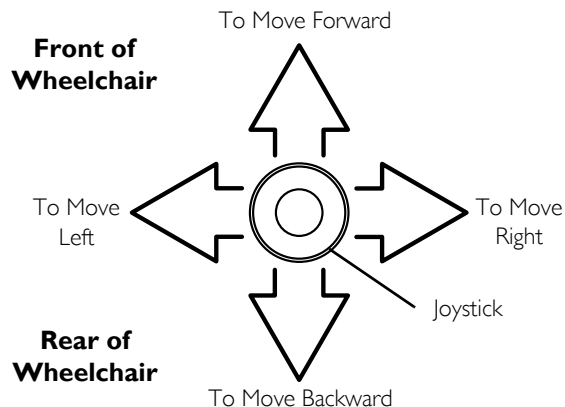 To Move Forward
Front of
Wheelchair
To Move
Left
To Move
Right
Joystick
Rear of
Wheelchair
To Move Backward